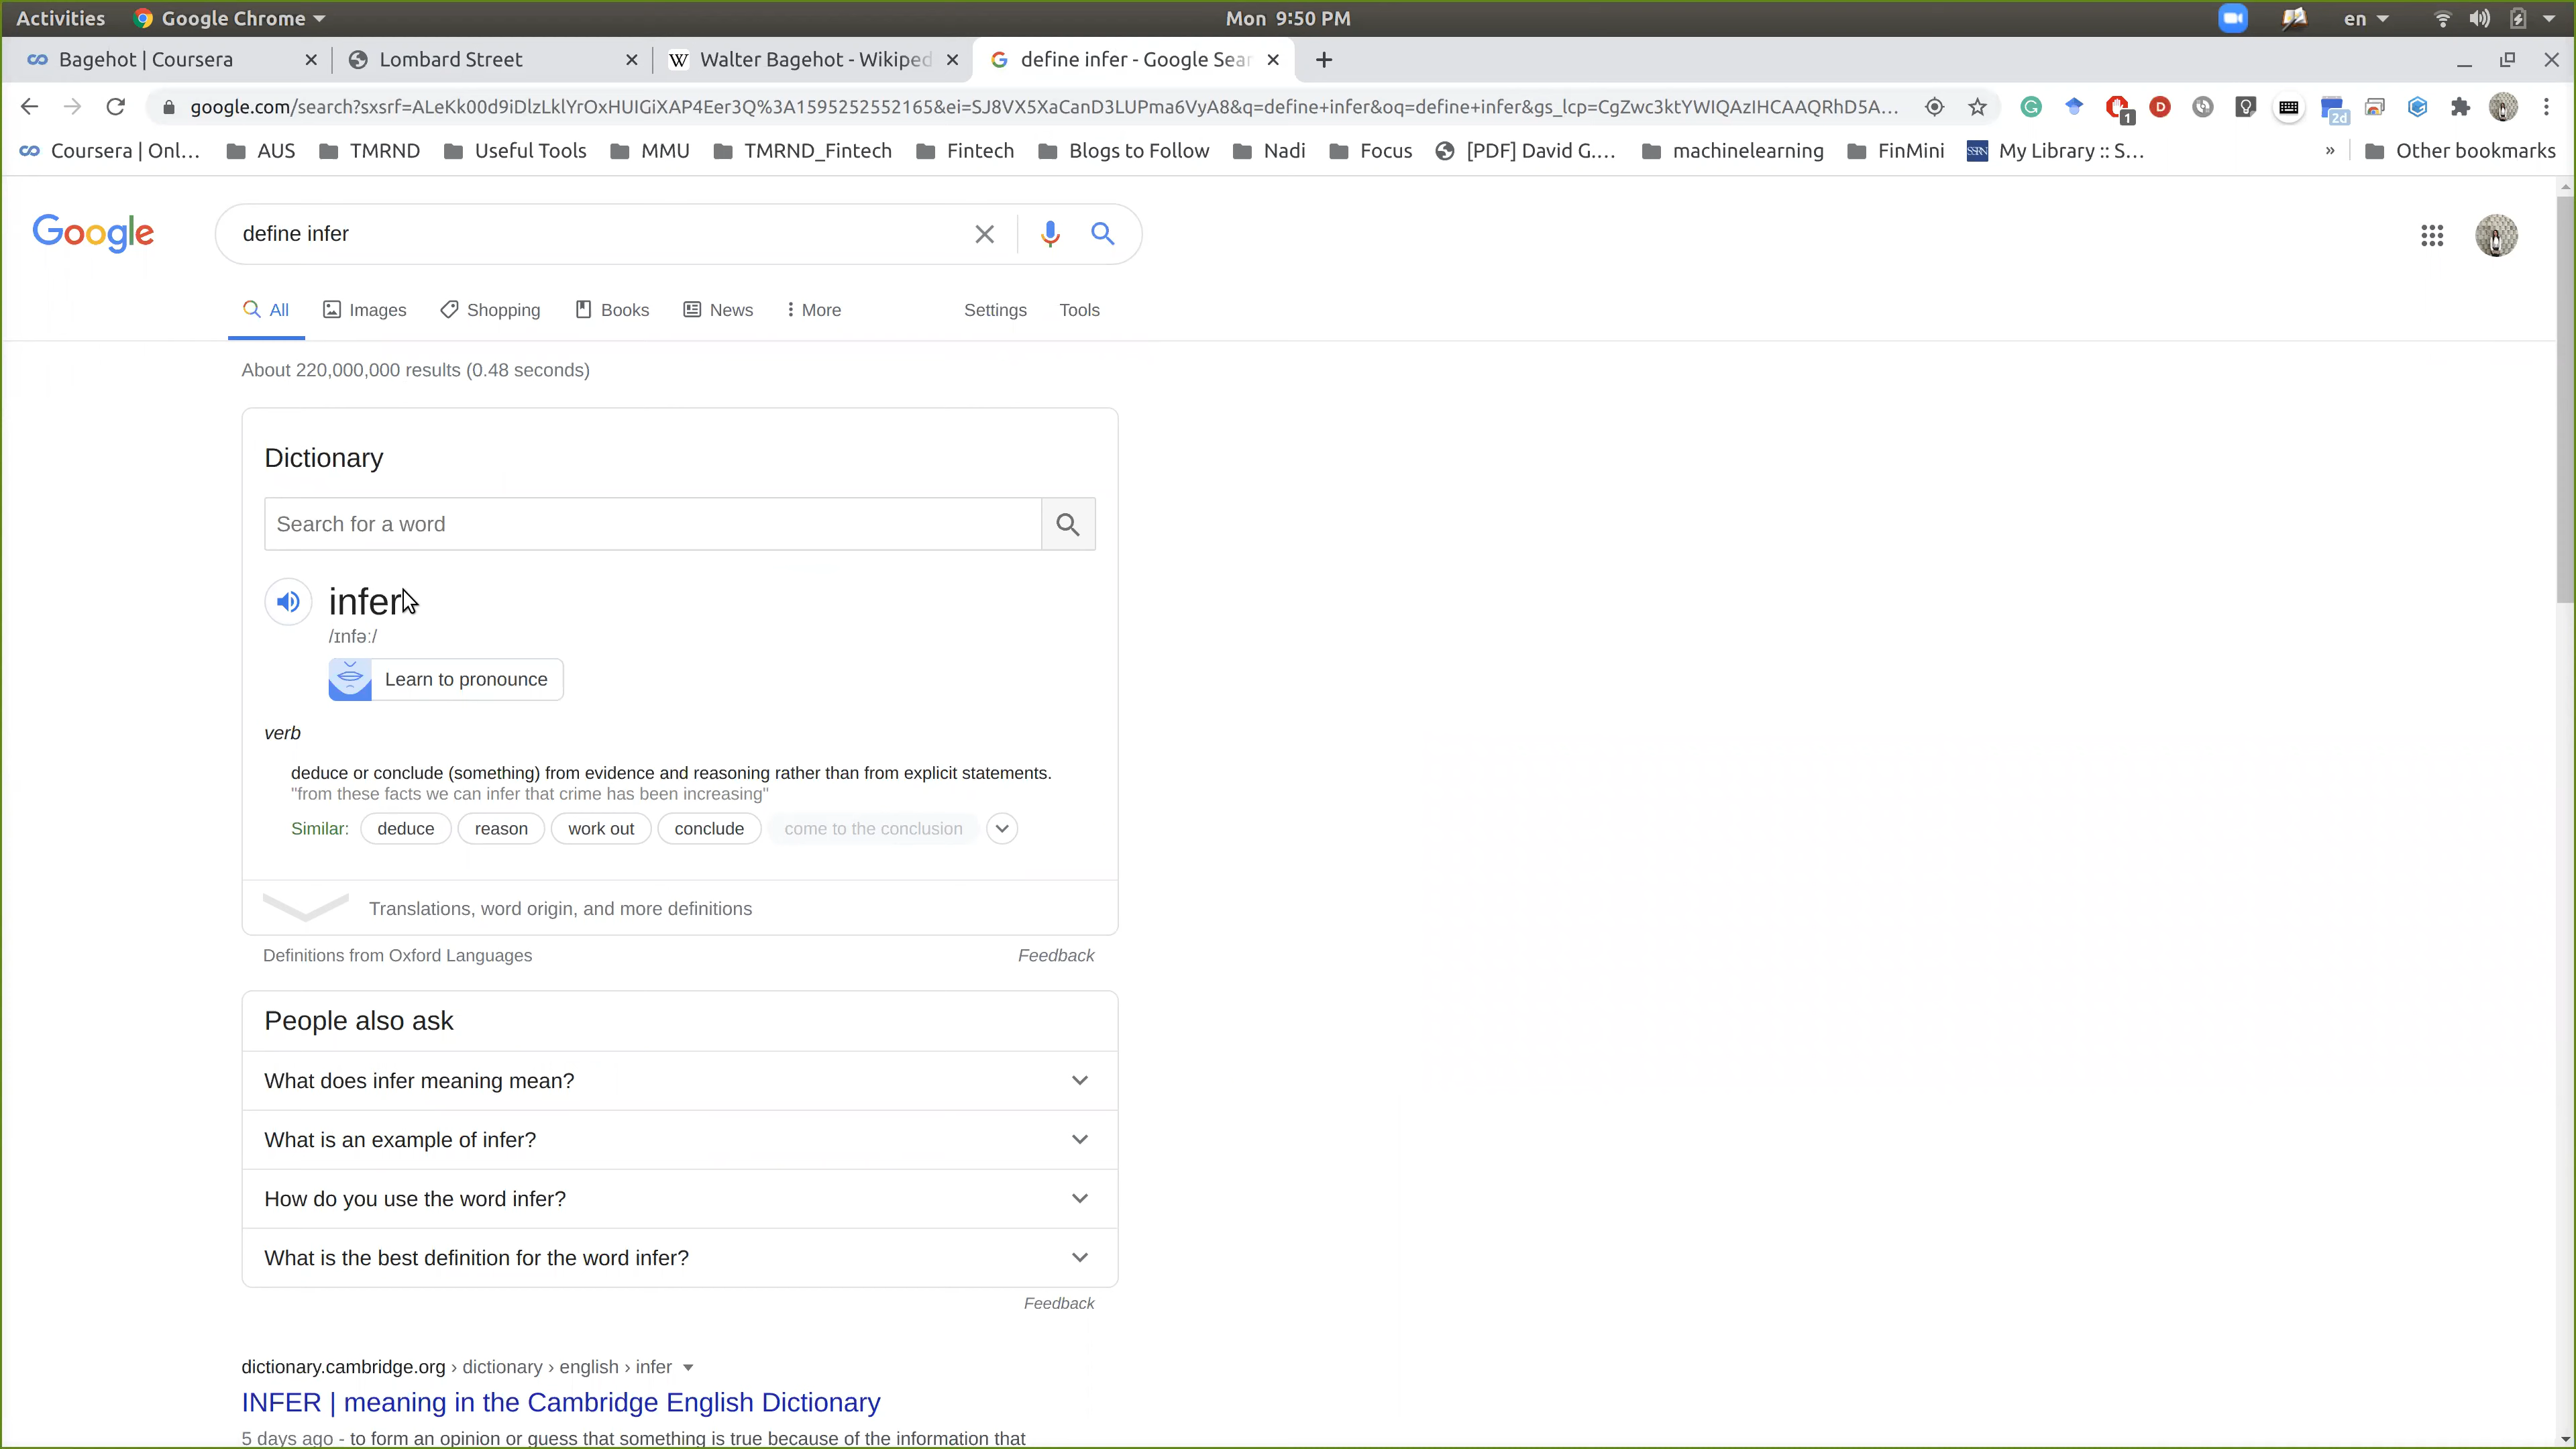 Activities Google Chrome Mon 9:50 PM en
Bagehot | Coursera Lombard Street Walter Bagehot - Wikiped define infer - Google Sear
google.com/search?sxsrf=ALeKk00d9iDlzLklYrOxHUIGiXAP4Eer3Q%3A1595252552165&ei=SJ8VX5XaCanD3LUPma6VyA8&q=define+infer&oq=define+infer&gs_lcp=CgZwc3ktYWIQAzIHCAAQRhD5A... 1 D 2d
Coursera | Onl... AUS TMRND Useful Tools MMU TMRND_Fintech Fintech Blogs to Follow Nadi Focus [PDF] David G.... machinelearning FinMini SSRN My Library :: S... » Other bookmarks
Google define infer
All Images Shopping Books News More Settings Tools
About 220,000,000 results (0.48 seconds)
Dictionary
Search for a word
infer
/ɪnfəː/
Learn to pronounce
verb
deduce or conclude (something) from evidence and reasoning rather than from explicit statements.
"from these facts we can infer that crime has been increasing"
Similar: deduce reason work out conclude come to the conclusion
Translations, word origin, and more definitions
Definitions from Oxford Languages Feedback
People also ask
What does infer meaning mean?
What is an example of infer?
How do you use the word infer?
What is the best definition for the word infer?
Feedback
dictionary.cambridge.org › dictionary › english › infer
INFER | meaning in the Cambridge English Dictionary
5 days ago - to form an opinion or guess that something is true because of the information that